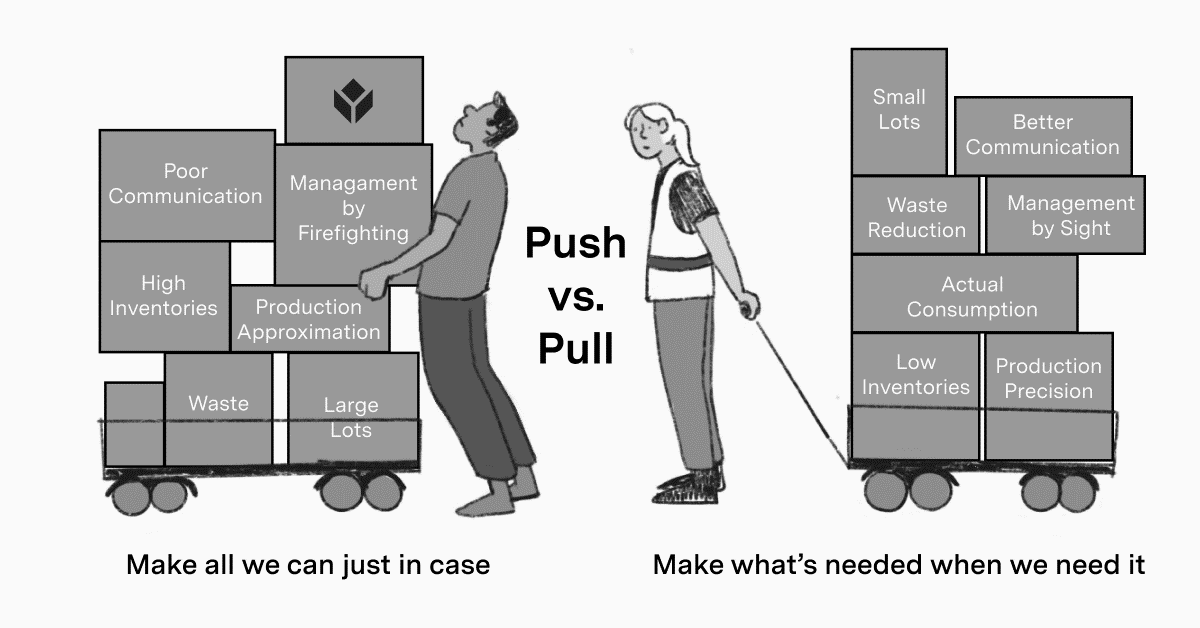 Poor
Communication
Managament
by
Firefighting
High
Inventories
Production
Approximation
Waste
Large
Lots
Push
vs.
Pull
Small
Lots
Better
Communication
Waste
Reduction
Management
by Sight
Actual
Consumption
Low
Inventories
Production
Precision
Make all we can just in case
Make what’s needed when we need it